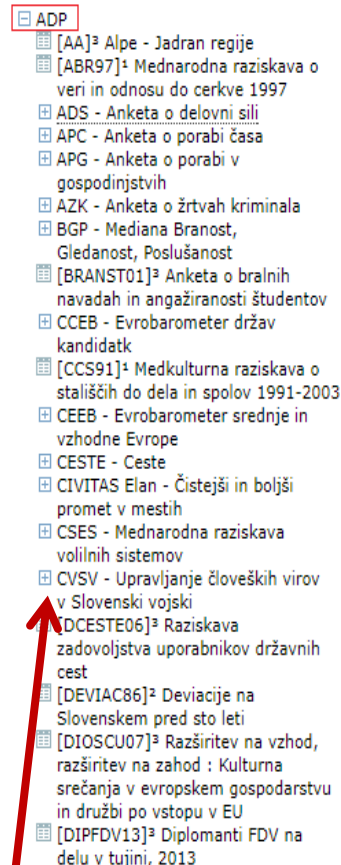 ADP
[AA]³ Alpe - Jadran regije
[ABR97]¹ Mednarodna raziskava o
veri in odnosu do cerkve 1997
ADS - Anketa o delovni sili
APC - Anketa o porabi časa
APG - Anketa o porabi v
gospodinjstvih
AZK - Anketa o žrtvah kriminala
BGP - Mediana Branost,
Gledanost, Poslušanost
[BRANST01]³ Anketa o bralnih
navadah in angažiranosti študentov
CCEB - Evrobarometer držav
kandidatk
[CCS91]¹ Medkulturna raziskava o
stališčih do dela in spolov 1991-2003
CEEB - Evrobarometer srednje in
vzhodne Evrope
CESTE - Ceste
CIVITAS Elan - Čistejši in boljši
promet v mestih
CSES - Mednarodna raziskava
volilnih sistemov
CVSV - Upravljanje človeških virov
v Slovenski vojski
[DCESTE06]³ Raziskava
zadovoljstva uporabnikov državnih
cest
[DEVIAC86]² Deviacije na
Slovenskem pred sto leti
[DIOSCU07]³ Razširitev na vzhod,
razširitev na zahod : Kulturna
srečanja v evropskem gospodarstvu
in družbi po vstopu v EU
[DIPFDV13]³ Diplomanti FDV na
delu v tujini, 2013